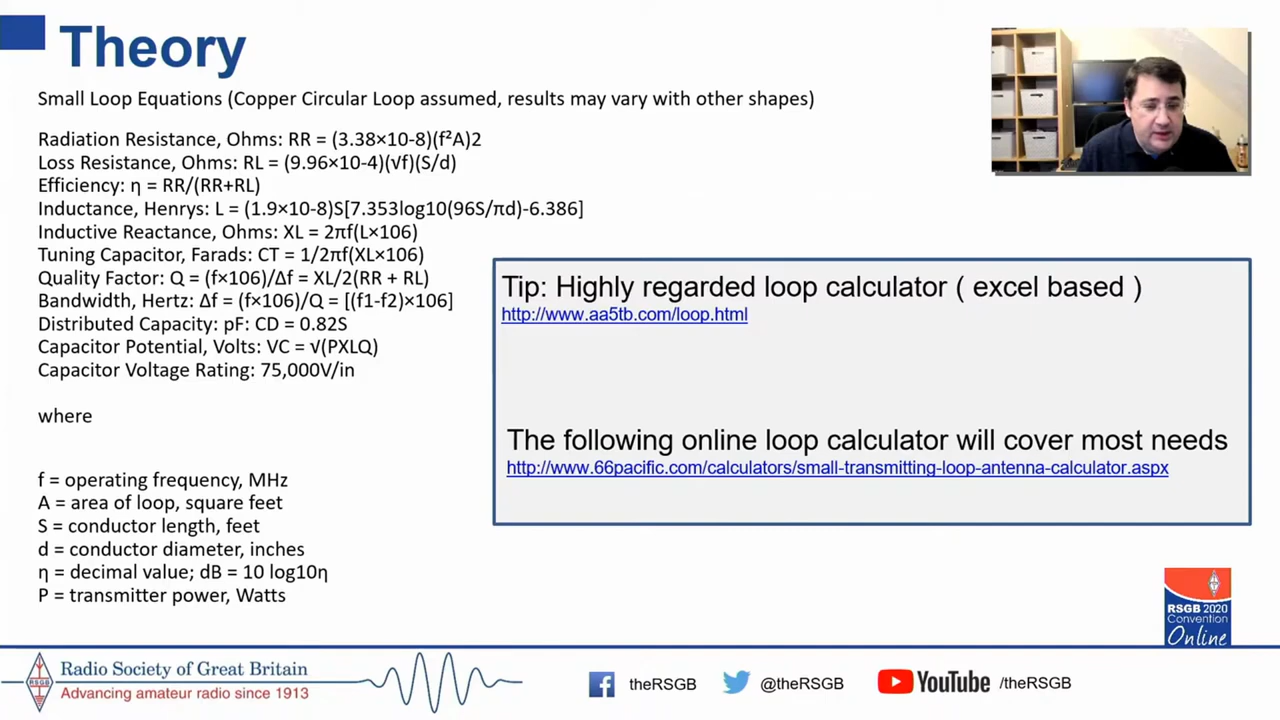 Theory
Small Loop Equations (Copper Circular Loop assumed, results may vary with other shapes)
Radiation Resistance, Ohms: RR = (3.38×10-8)(f²A)2
Loss Resistance, Ohms: RL = (9.96×10-4)(√f)(S/d)
Efficiency: η = RR/(RR+RL)
Inductance, Henrys: L = (1.9×10-8)S[7.353log10(96S/πd)-6.386]
Inductive Reactance, Ohms: XL = 2πf(L×106)
Tuning Capacitor, Farads: CT = 1/2πf(XL×106)
Quality Factor: Q = (f×106)/Δf = XL/2(RR + RL)
Bandwidth, Hertz: Δf = (f×106)/Q = [(f1-f2)×106]
Distributed Capacity: pF: CD = 0.82S
Capacitor Potential, Volts: VC = √(PXLQ)
Capacitor Voltage Rating: 75,000V/in
where
f = operating frequency, MHz
A = area of loop, square feet
S = conductor length, feet
d = conductor diameter, inches
η = decimal value; dB = 10 log10η
P = transmitter power, Watts
Tip: Highly regarded loop calculator ( excel based )
http://www.aa5tb.com/loop.html
The following online loop calculator will cover most needs
http://www.66pacific.com/calculators/small-transmitting-loop-antenna-calculator.aspx
RSGB 2020
Convention
Online
RSGB
Radio Society of Great Britain
Advancing amateur radio since 1913
theRSGB
@theRSGB
YouTube /theRSGB